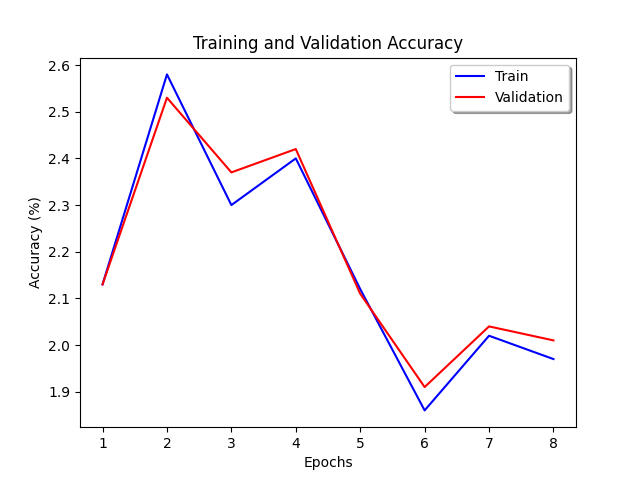 Training and Validation Accuracy
Train
Validation
Accuracy (%)
2.6
2.5
2.4
2.3
2.2
2.1
2.0
1.9
1 2 3 4 5 6 7 8
Epochs